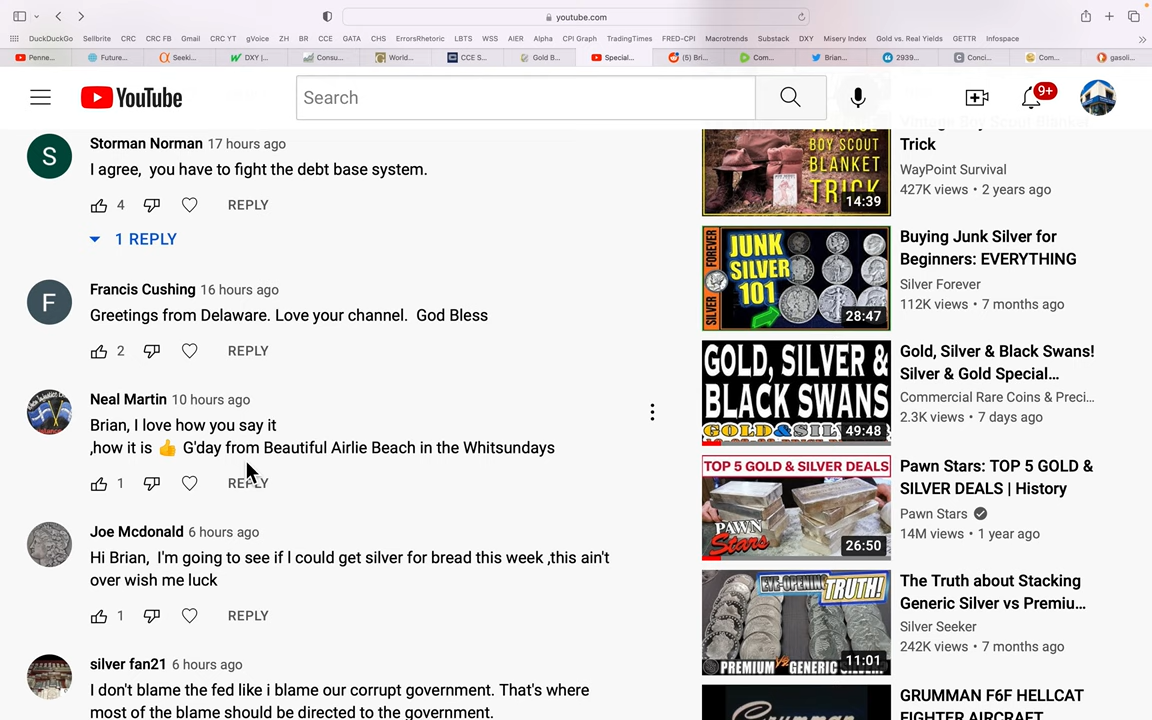 youtube.com
DuckDuckGo Sellbrite CRC CRC FB Gmail CRC YT gVoice ZH BR CCE GATA CHS ErrorsRhetoric LBTS WSS AIER Alpha CPI Graph TradingTimes FRED-CPI Macrotrends Substack DXY Misery Index Gold vs. Real Yields GETTR Infospace
Penne... Future... Seeki... DXY |... Consu... World... CCE S... Gold B... Special... (5) Bri... Com... Brian... 2939... Conci... Com... gasoli...
YouTube
Search
9+
Storman Norman 17 hours ago
I agree, you have to fight the debt base system.
4 REPLY
1 REPLY
Francis Cushing 16 hours ago
Greetings from Delaware. Love your channel. God Bless
2 REPLY
Neal Martin 10 hours ago
Brian, I love how you say it
,how it is 👍 G'day from Beautiful Airlie Beach in the Whitsundays
1 REPLY
Joe Mcdonald 6 hours ago
Hi Brian, I'm going to see if I could get silver for bread this week ,this ain't
over wish me luck
1 REPLY
silver fan21 6 hours ago
I don't blame the fed like i blame our corrupt government. That's where
most of the blame should be directed to the government.
BOY SCOUT
BLANKET
TRICK
14:39
Trick
WayPoint Survival
427K views • 2 years ago
SILVER FOREVER
JUNK
SILVER
101
28:47
Buying Junk Silver for
Beginners: EVERYTHING
Silver Forever
112K views • 7 months ago
GOLD, SILVER &
BLACK SWANS
49:48
Gold, Silver & Black Swans!
Silver & Gold Special...
Commercial Rare Coins & Preci...
2.3K views • 7 days ago
TOP 5 GOLD & SILVER DEALS
PAWN
Stars
26:50
Pawn Stars: TOP 5 GOLD &
SILVER DEALS | History
Pawn Stars
14M views • 1 year ago
EYE-OPENING TRUTH!
PREMIUM VS GENERIC SILVER
11:01
The Truth about Stacking
Generic Silver vs Premiu...
Silver Seeker
242K views • 7 months ago
Grumman
GRUMMAN F6F HELLCAT
FIGHTER AIRCRAFT